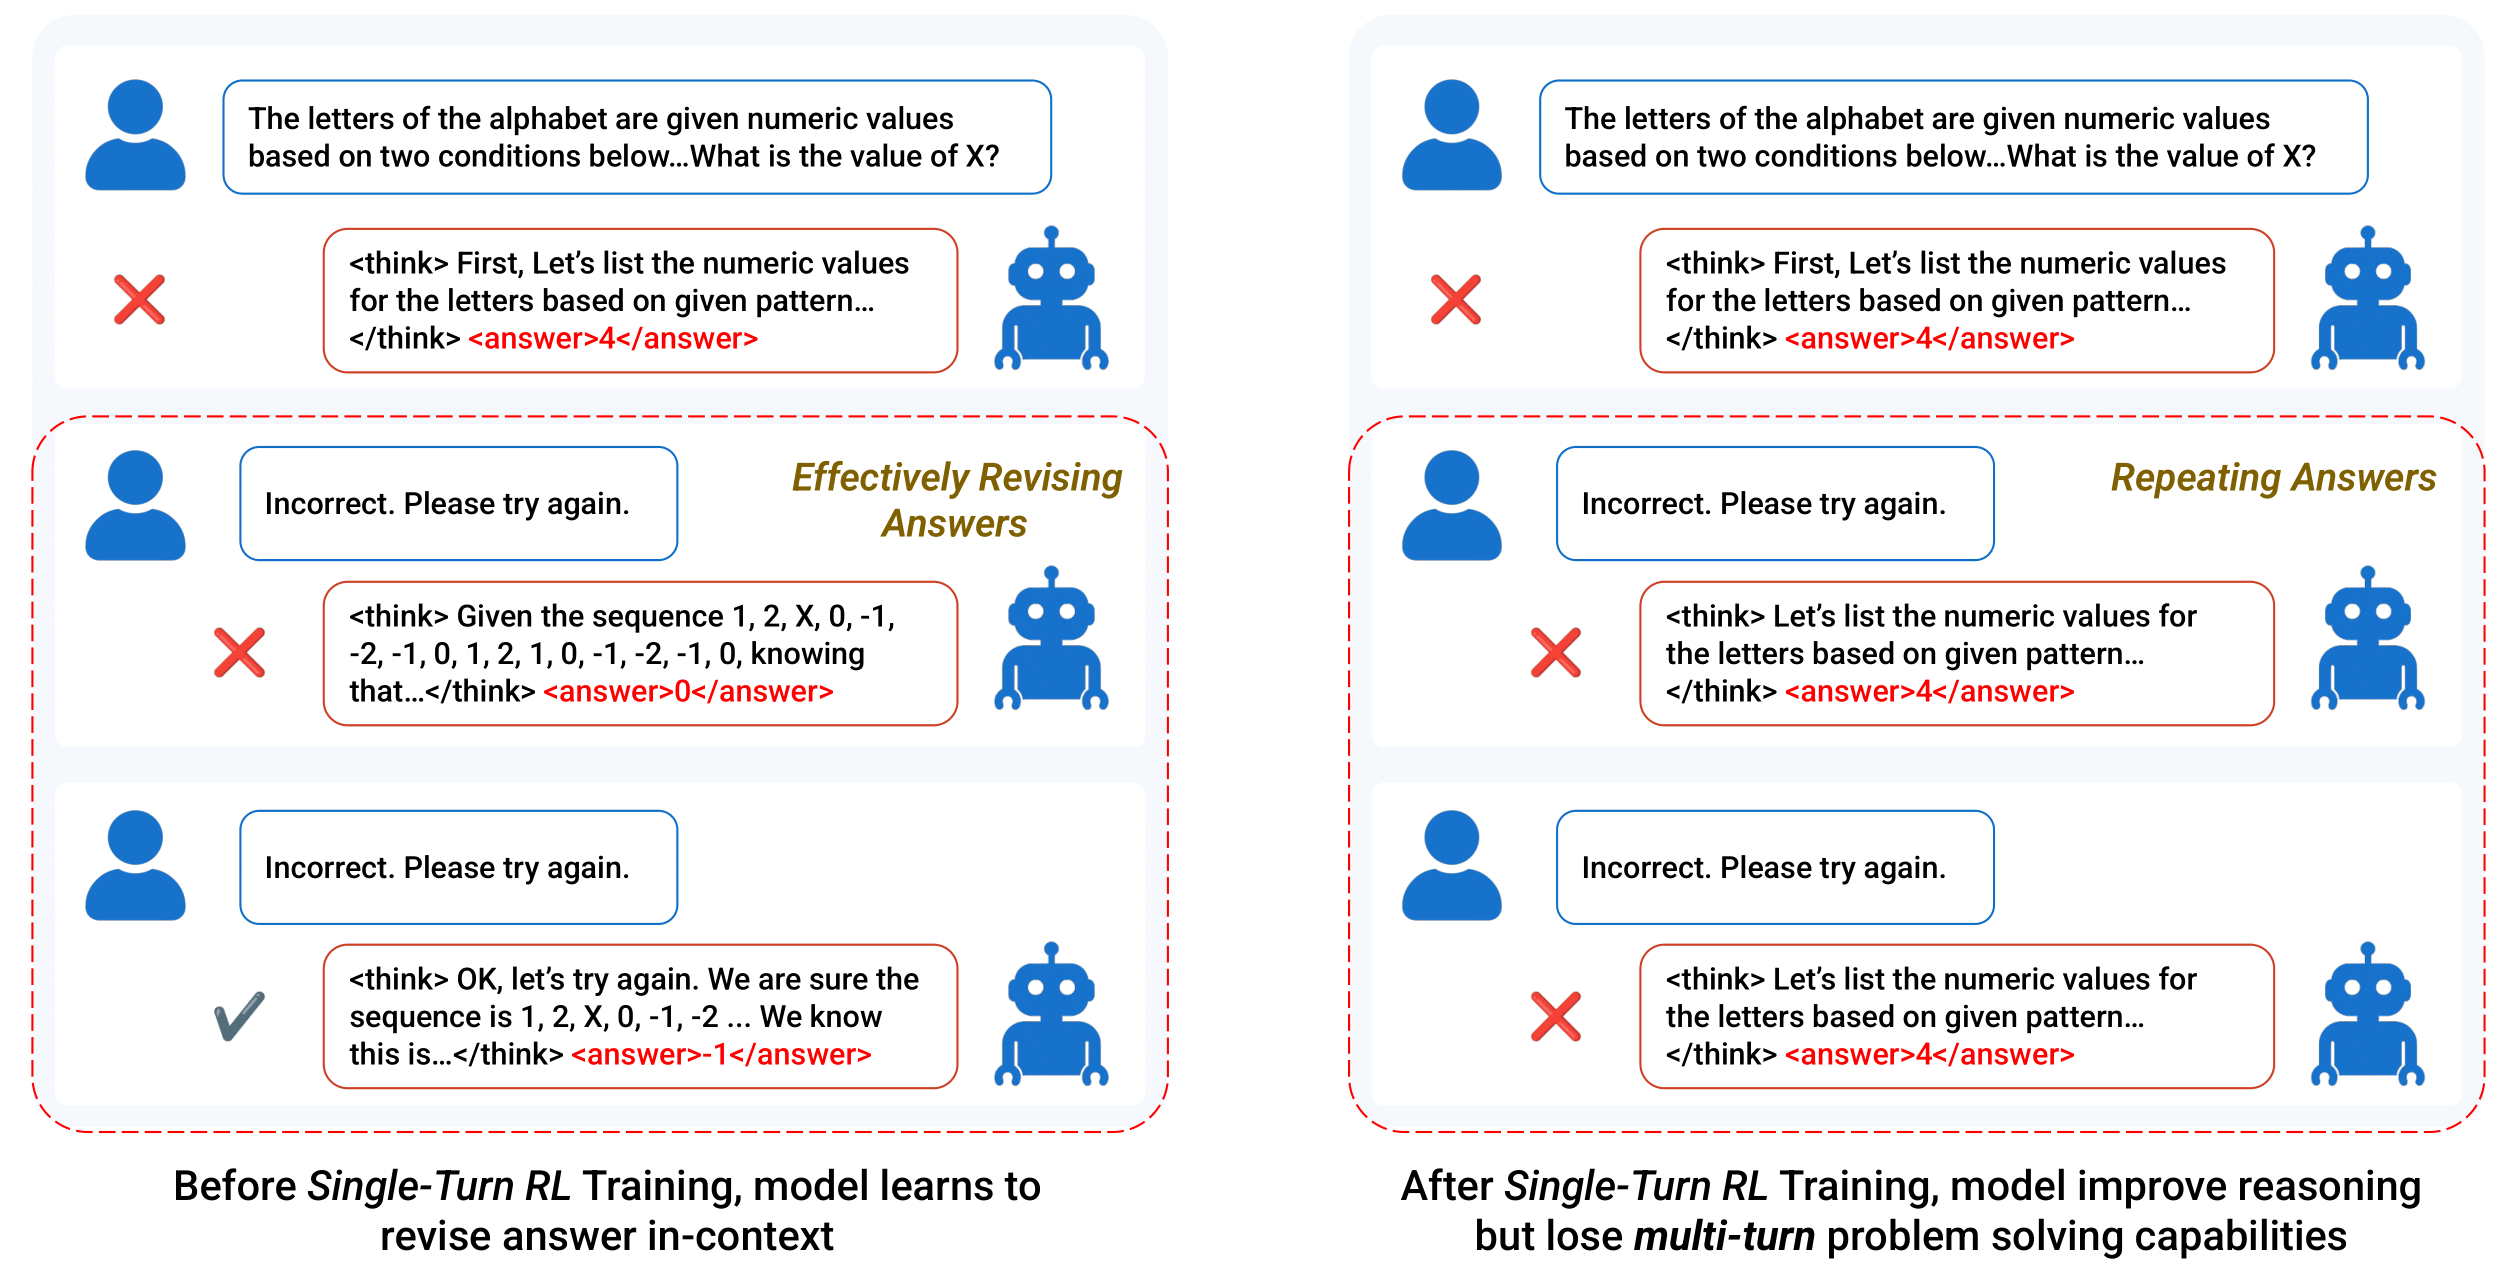 The letters of the alphabet are given numeric values
based on two conditions below...What is the value of X?
<think> First, Let's list the numeric values
for the letters based on given pattern...
</think> <answer>4</answer>
Incorrect. Please try again.
Effectively Revising
Answers
<think> Given the sequence 1, 2, X, 0, -1,
-2, -1, 0, 1, 2, 1, 0, -1, -2, -1, 0, knowing
that...</think> <answer>0</answer>
Incorrect. Please try again.
<think> OK, let's try again. We are sure the
sequence is 1, 2, X, 0, -1, -2 ... We know
this is...</think> <answer>-1</answer>
Before Single-Turn RL Training, model learns to
revise answer in-context
The letters of the alphabet are given numeric values
based on two conditions below...What is the value of X?
<think> First, Let's list the numeric values
for the letters based on given pattern...
</think> <answer>4</answer>
Incorrect. Please try again.
Repeating Answers
<think> Let's list the numeric values for
the letters based on given pattern...
</think> <answer>4</answer>
Incorrect. Please try again.
<think> Let's list the numeric values for
the letters based on given pattern...
</think> <answer>4</answer>
After Single-Turn RL Training, model improve reasoning
but lose multi-turn problem solving capabilities